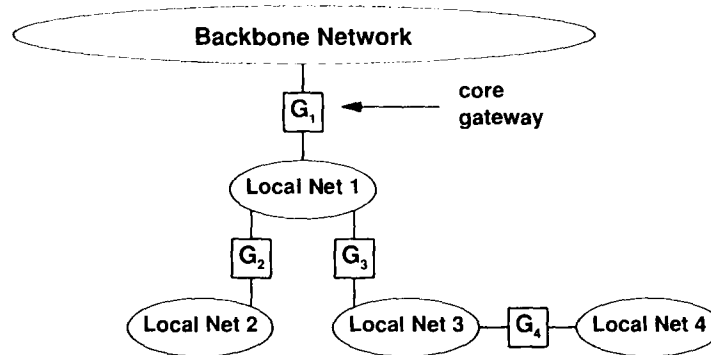 Backbone Network
G₁
core
gateway
Local Net 1
G₂
G₃
Local Net 2
Local Net 3
G₄
Local Net 4